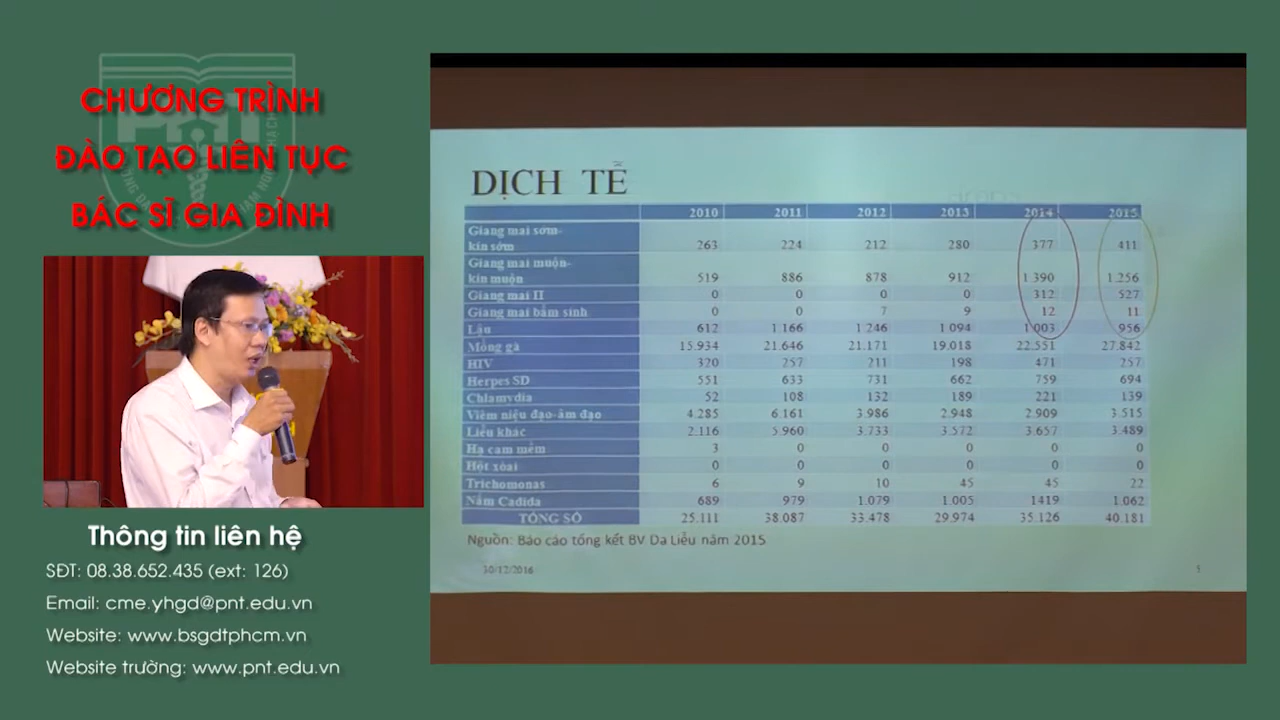 CHƯƠNG TRÌNH
ĐÀO TẠO LIÊN TỤC
BÁC SĨ GIA ĐÌNH
Thông tin liên hệ
SĐT: 08.38.652.435 (ext: 126)
Email: cme.yhgd@pnt.edu.vn
Website: www.bsgdtphcm.vn
Website trường: www.pnt.edu.vn
DỊCH TỄ
2010 2011 2012 2013 2014 2015
Giang mai sớm-
kín sớm 263 224 212 280 377 411
Giang mai muộn-
kín muộn 519 886 878 912 1.390 1.256
Giang mai II 0 0 0 0 312 527
Giang mai bẩm sinh 0 0 7 9 12 11
Lậu 612 1.166 1.246 1.094 1.003 956
Mồng gà 15.934 21.646 21.171 19.018 22.551 27.842
HIV 320 257 211 198 471 257
Herpes SD 551 633 731 662 759 694
Chlamydia 52 108 132 189 221 139
Viêm niệu đạo-âm đạo 4.285 6.161 3.986 2.948 2.909 3.515
Liễu khác 2.116 5.960 3.733 3.572 3.657 3.489
Hạ cam mềm 3 0 0 0 0 0
Hột xoài 0 0 0 0 0 0
Trichomonas 6 9 10 45 45 22
Nấm Cadida 689 979 1.079 1.005 1419 1.062
TỔNG SỐ 25.111 38.087 33.478 29.974 35.126 40.181
Nguồn: Báo cáo tổng kết BV Da Liễu năm 2015
30/12/2016
5